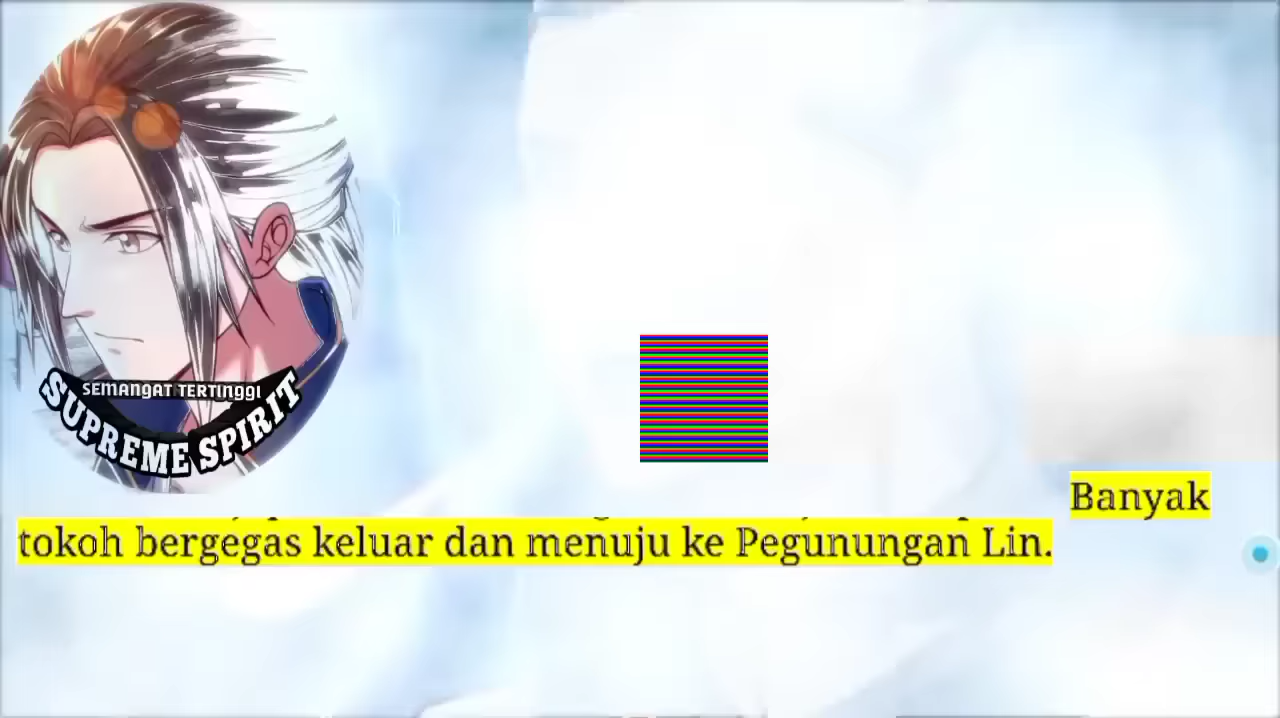 SEMANGAT TERTINGGI
SUPREME SPIRIT
Banyak
tokoh bergegas keluar dan menuju ke Pegunungan Lin.